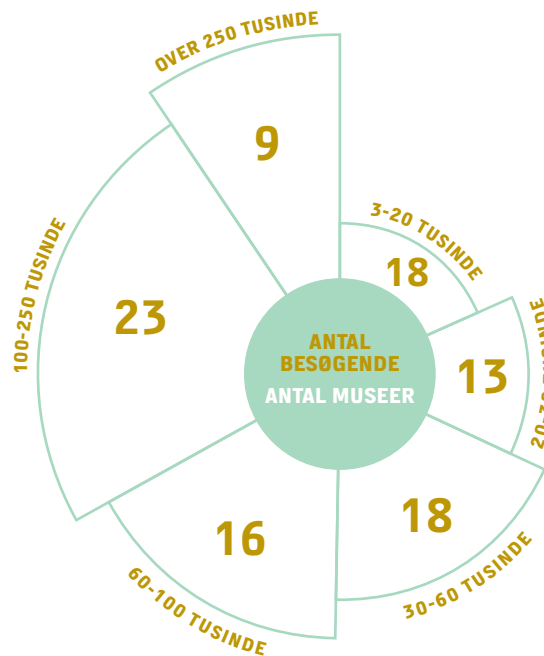 OVER 250 TUSINDE
9
3-20 TUSINDE
18
100-250 TUSINDE
23
ANTAL
BESØGENDE
ANTAL MUSEER
13
18
16
60-100 TUSINDE
30-60 TUSINDE